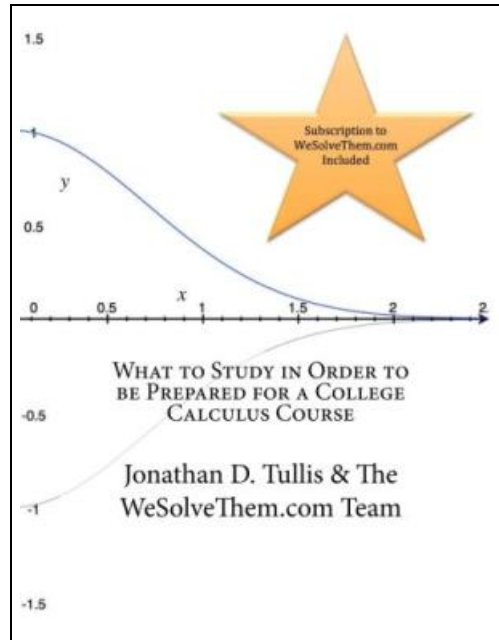 1.5
Subscription to
WeSolveThem.com
Included
1
y
0.5
x
0 0.5 1 1.5 2 2
WHAT TO STUDY IN ORDER TO
BE PREPARED FOR A COLLEGE
CALCULUS COURSE
-0.5
Jonathan D. Tullis & The
WeSolveThem.com Team
-1
-1.5